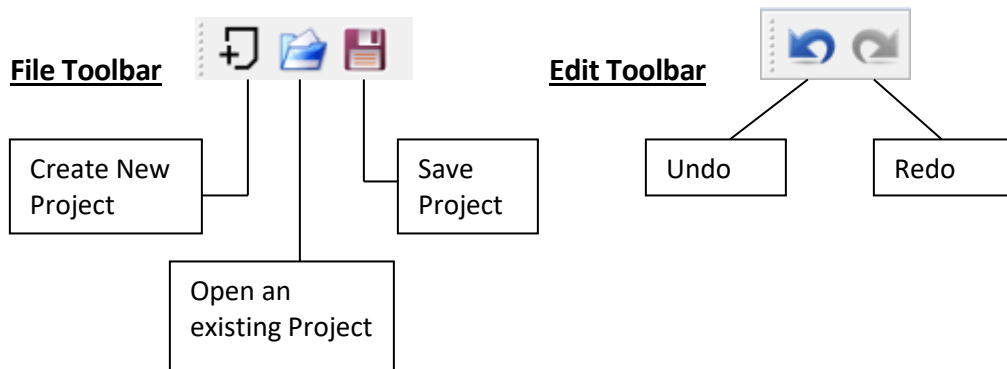 File Toolbar
Edit Toolbar
Create New
Project
Save
Project
Undo
Redo
Open an
existing Project